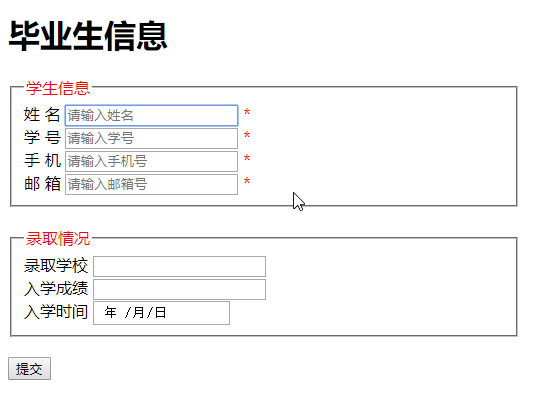 毕业生信息
学生信息
姓 名 请输入姓名 *
学 号 请输入学号 *
手 机 请输入手机号 *
邮 箱 请输入邮箱号 *
录取情况
录取学校
入学成绩
入学时间 年 /月/日
提交